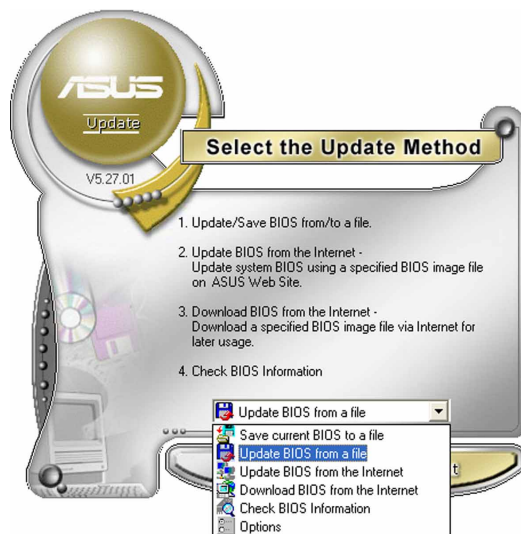 ASUS
Update
V5.27.01
Select the Update Method
1. Update/Save BIOS from/to a file.
2. Update BIOS from the Internet -
Update system BIOS using a specified BIOS image file
on ASUS Web Site.
3. Download BIOS from the Internet -
Download a specified BIOS image file via Internet for
later usage.
4. Check BIOS Information
Update BIOS from a file
Save current BIOS to a file
Update BIOS from a file
Update BIOS from the Internet
Download BIOS from the Internet
Check BIOS Information
Options